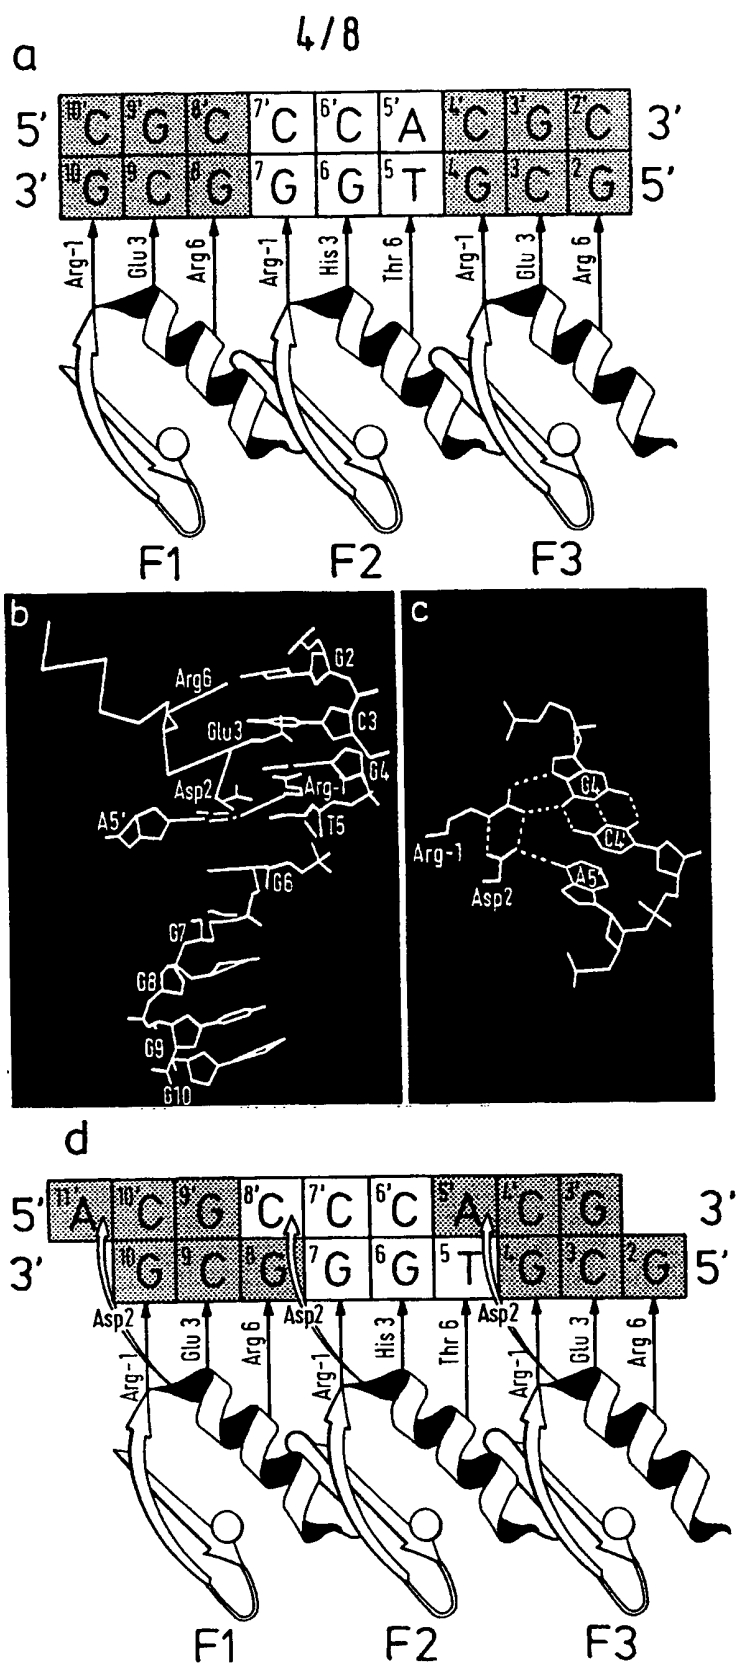 4/8
a
5' 10'C 9'G 8'C 7'C 6'C 5'A 4'C 3'G 2'C 3'
3' 10G 9C 8G 7G 6G 5T 4G 3C 2G 5'
Arg-1 Glu 3 Arg 6 Arg-1 His 3 Thr 6 Arg-1 Glu 3 Arg 6
F1 F2 F3
b
G2
Arg6
C3
Glu3
G4
Asp2 Arg-1
A5' T5
G6
G7
G8
G9
G10
c
G4
C4'
Arg-1
A5'
Asp2
d
5' 11'A 10'C 9'G 8'C 7'C 6'C 5'A 4'C 3'G 3'
3' 10G 9C 8G 7G 6G 5T 4G 3C 2G 5'
Asp2 Asp2 Asp2
Arg-1 Glu 3 Arg 6 Arg-1 His 3 Thr 6 Arg-1 Glu 3 Arg 6
F1 F2 F3